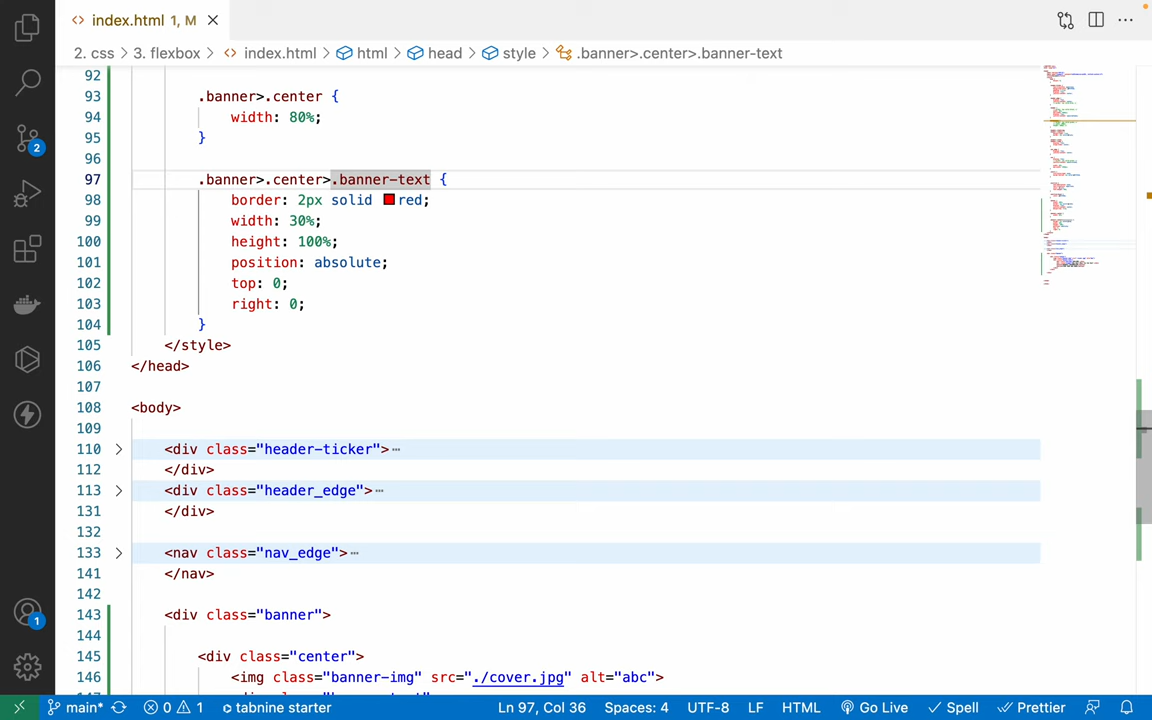 index.html 1, M
2. css > 3. flexbox > index.html > html > head > style > .banner>.center>.banner-text
92
93 .banner>.center {
94 width: 80%;
95 }
96
97 .banner>.center>.banner-text {
98 border: 2px solid red;
99 width: 30%;
100 height: 100%;
101 position: absolute;
102 top: 0;
103 right: 0;
104 }
105 </style>
106 </head>
107
108 <body>
109
110 <div class="header-ticker">⋯
112 </div>
113 <div class="header_edge">⋯
131 </div>
132
133 <nav class="nav_edge">⋯
141 </nav>
142
143 <div class="banner">
144
145 <div class="center">
146 <img class="banner-img" src="./cover.jpg" alt="abc">
2
1
main* 0 1 tabnine starter Ln 97, Col 36 Spaces: 4 UTF-8 LF HTML Go Live Spell Prettier